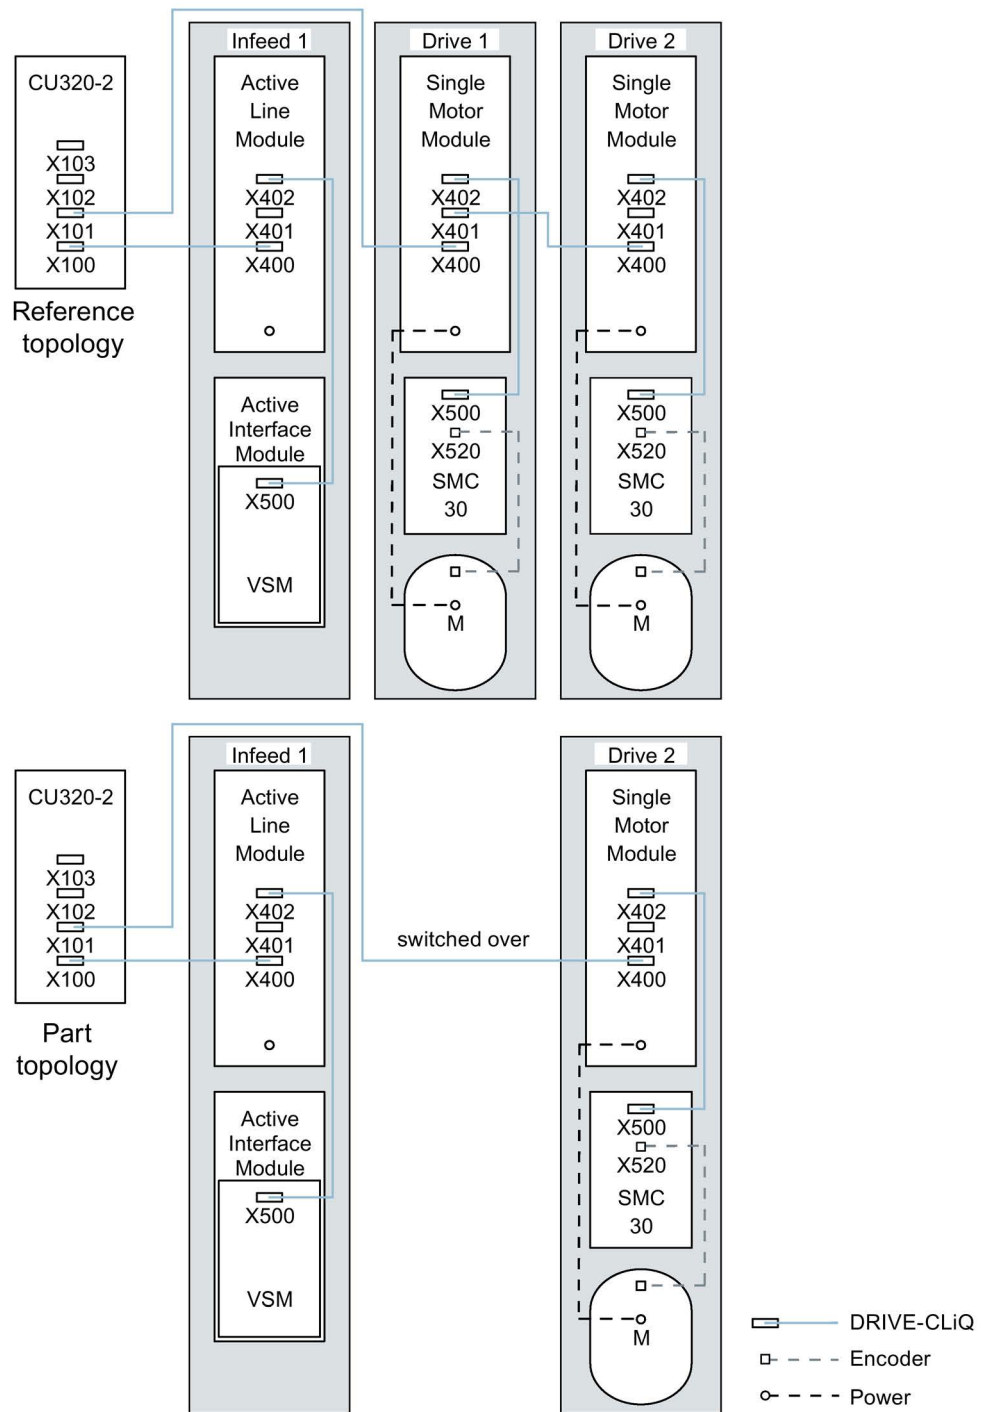 Infeed 1
Drive 1
Drive 2
CU320-2
X103
X102
X101
X100
Reference
topology
Active
Line
Module
X402
X401
X400
Active
Interface
Module
X500
VSM
Single
Motor
Module
X402
X401
X400
X500
X520
SMC
30
M
Single
Motor
Module
X402
X401
X400
X500
X520
SMC
30
M
Infeed 1
Drive 2
CU320-2
X103
X102
X101
X100
Part
topology
Active
Line
Module
X402
X401
X400
Active
Interface
Module
X500
VSM
switched over
Single
Motor
Module
X402
X401
X400
X500
X520
SMC
30
M
DRIVE-CLiQ
Encoder
Power